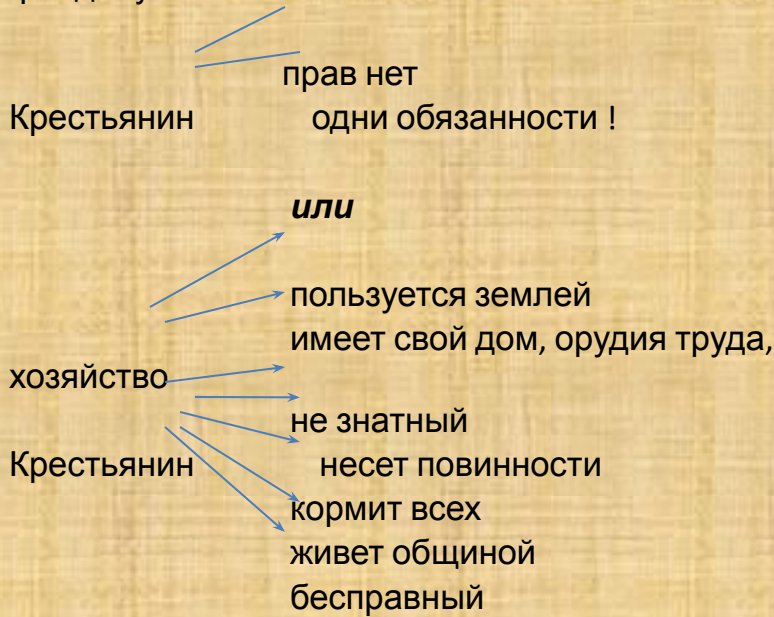 прав нет
Крестьянин одни обязанности !
или
пользуется землей
имеет свой дом, орудия труда,
хозяйство
не знатный
Крестьянин несет повинности
кормит всех
живет общиной
бесправный